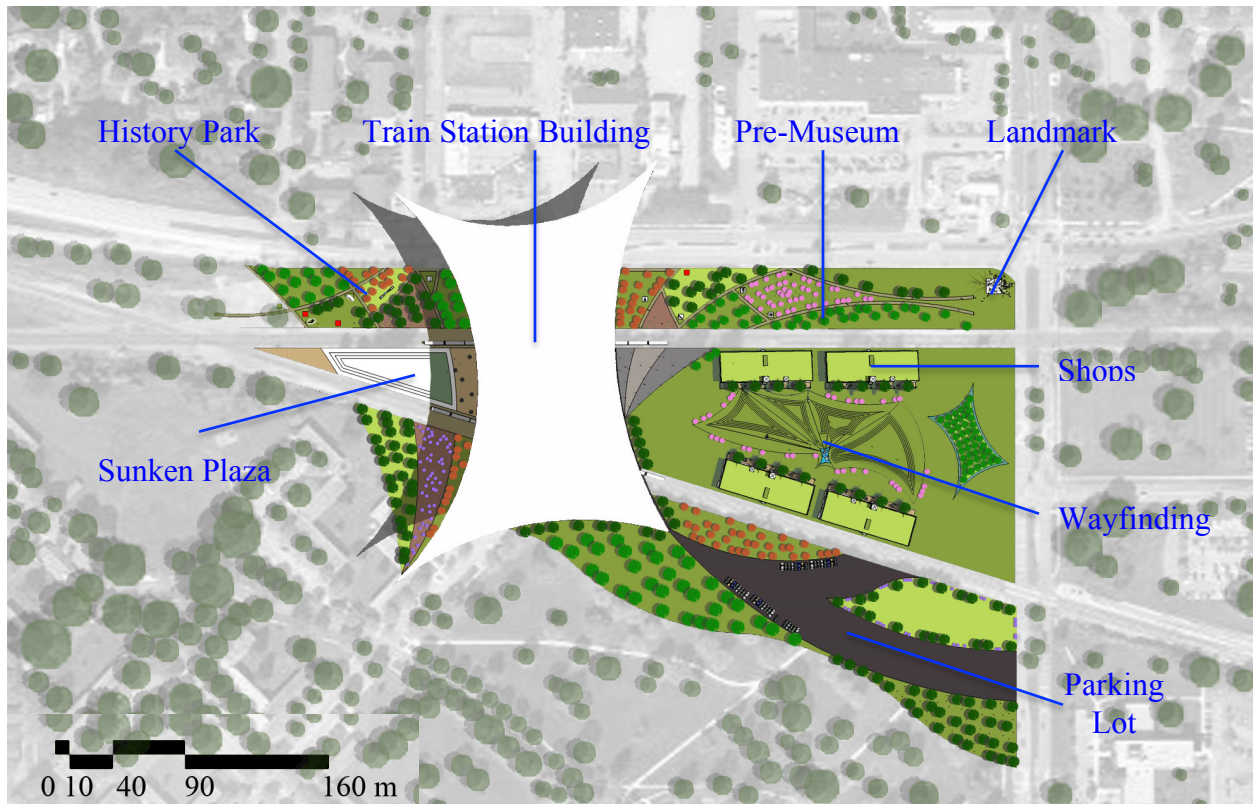 History Park
Train Station Building
Pre-Museum
Landmark
Shops
Sunken Plaza
Wayfinding
Parking
Lot
0 10 40 90 160 m